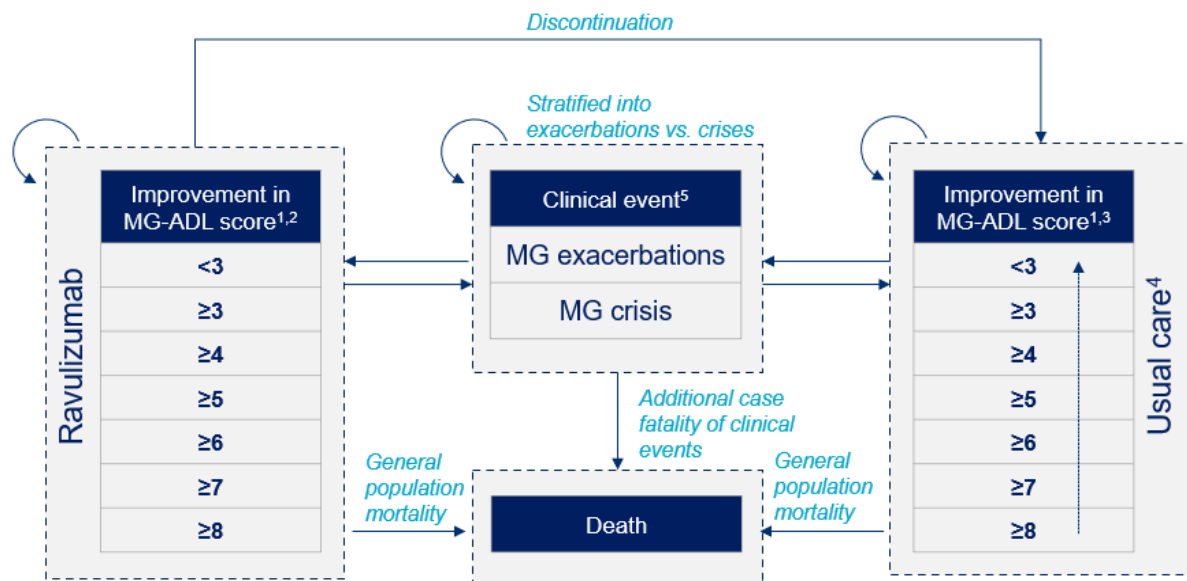 Discontinuation
Stratified into
exacerbations vs. crises
Ravulizumab
Improvement in
MG-ADL score1,2
<3
≥3
≥4
≥5
≥6
≥7
≥8
Clinical event5
MG exacerbations
MG crisis
Additional case
fatality of clinical
events
General
population
mortality
Death
General
population
mortality
Improvement in
MG-ADL score1,3
<3
≥3
≥4
≥5
≥6
≥7
≥8
Usual care4